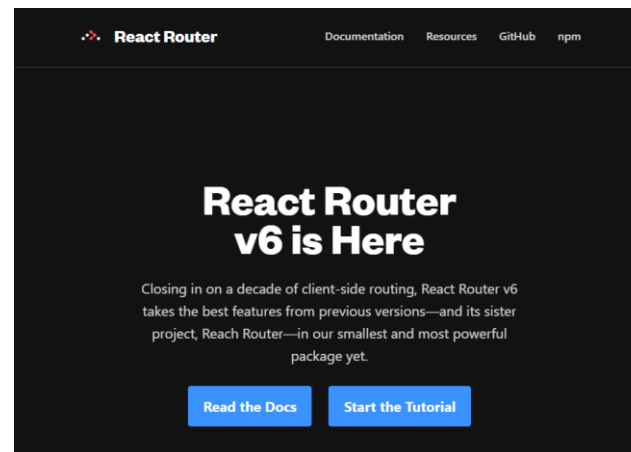 React Router
Documentation Resources GitHub npm
React Router
v6 is Here
Closing in on a decade of client-side routing, React Router v6
takes the best features from previous versions—and its sister
project, Reach Router—in our smallest and most powerful
package yet.
Read the Docs
Start the Tutorial